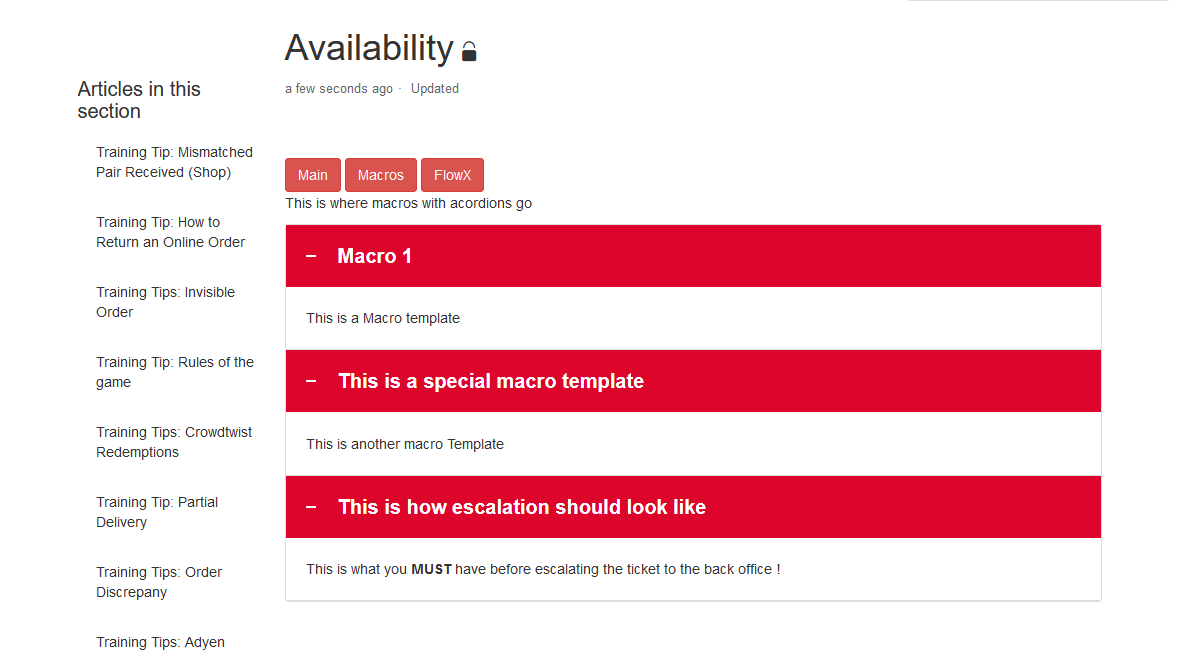 Availability
a few seconds ago · Updated
Articles in this
section
Training Tip: Mismatched
Pair Received (Shop)
Training Tip: How to
Return an Online Order
Training Tips: Invisible
Order
Training Tip: Rules of the
game
Training Tips: Crowdtwist
Redemptions
Training Tip: Partial
Delivery
Training Tips: Order
Discrepany
Training Tips: Adyen
Main Macros FlowX
This is where macros with acordions go
− Macro 1
This is a Macro template
− This is a special macro template
This is another macro Template
− This is how escalation should look like
This is what you MUST have before escalating the ticket to the back office !